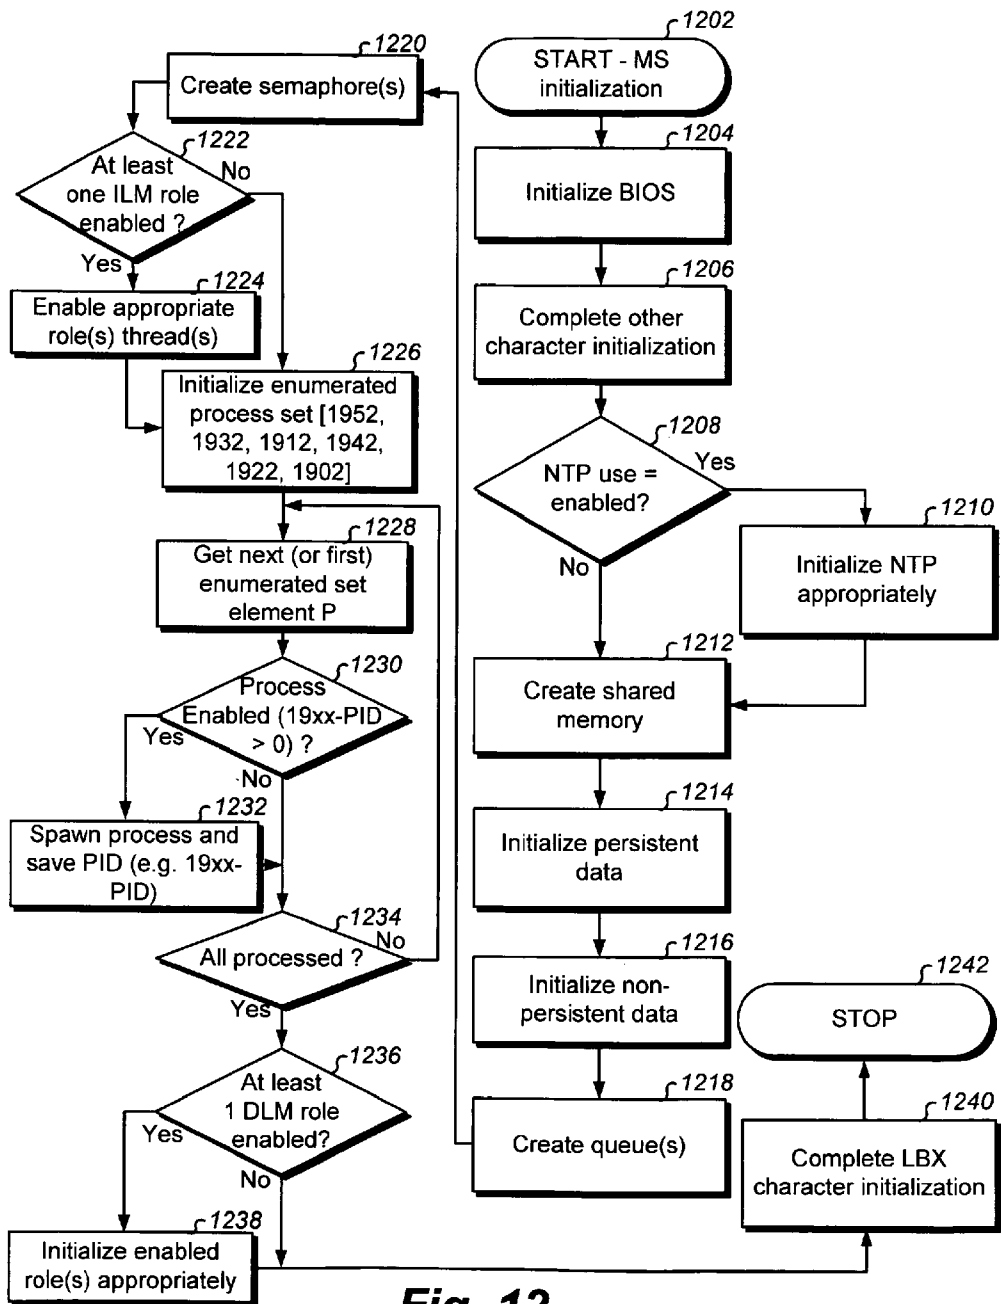 1202
START - MS
initialization
1204
Initialize BIOS
1206
Complete other
character initialization
1208
NTP use =
enabled?
Yes
No
1210
Initialize NTP
appropriately
1212
Create shared
memory
1214
Initialize persistent
data
1216
Initialize non-
persistent data
1218
Create queue(s)
1220
Create semaphore(s)
1222
At least
one ILM role
enabled ?
No
Yes
1224
Enable appropriate
role(s) thread(s)
1226
Initialize enumerated
process set [1952,
1932, 1912, 1942,
1922, 1902]
1228
Get next (or first)
enumerated set
element P
1230
Process
Enabled (19xx-PID
> 0) ?
Yes
No
1232
Spawn process and
save PID (e.g. 19xx-
PID)
1234
All processed ?
No
Yes
1236
At least
1 DLM role
enabled?
Yes
No
1238
Initialize enabled
role(s) appropriately
1240
Complete LBX
character initialization
1242
STOP
Fig. 12